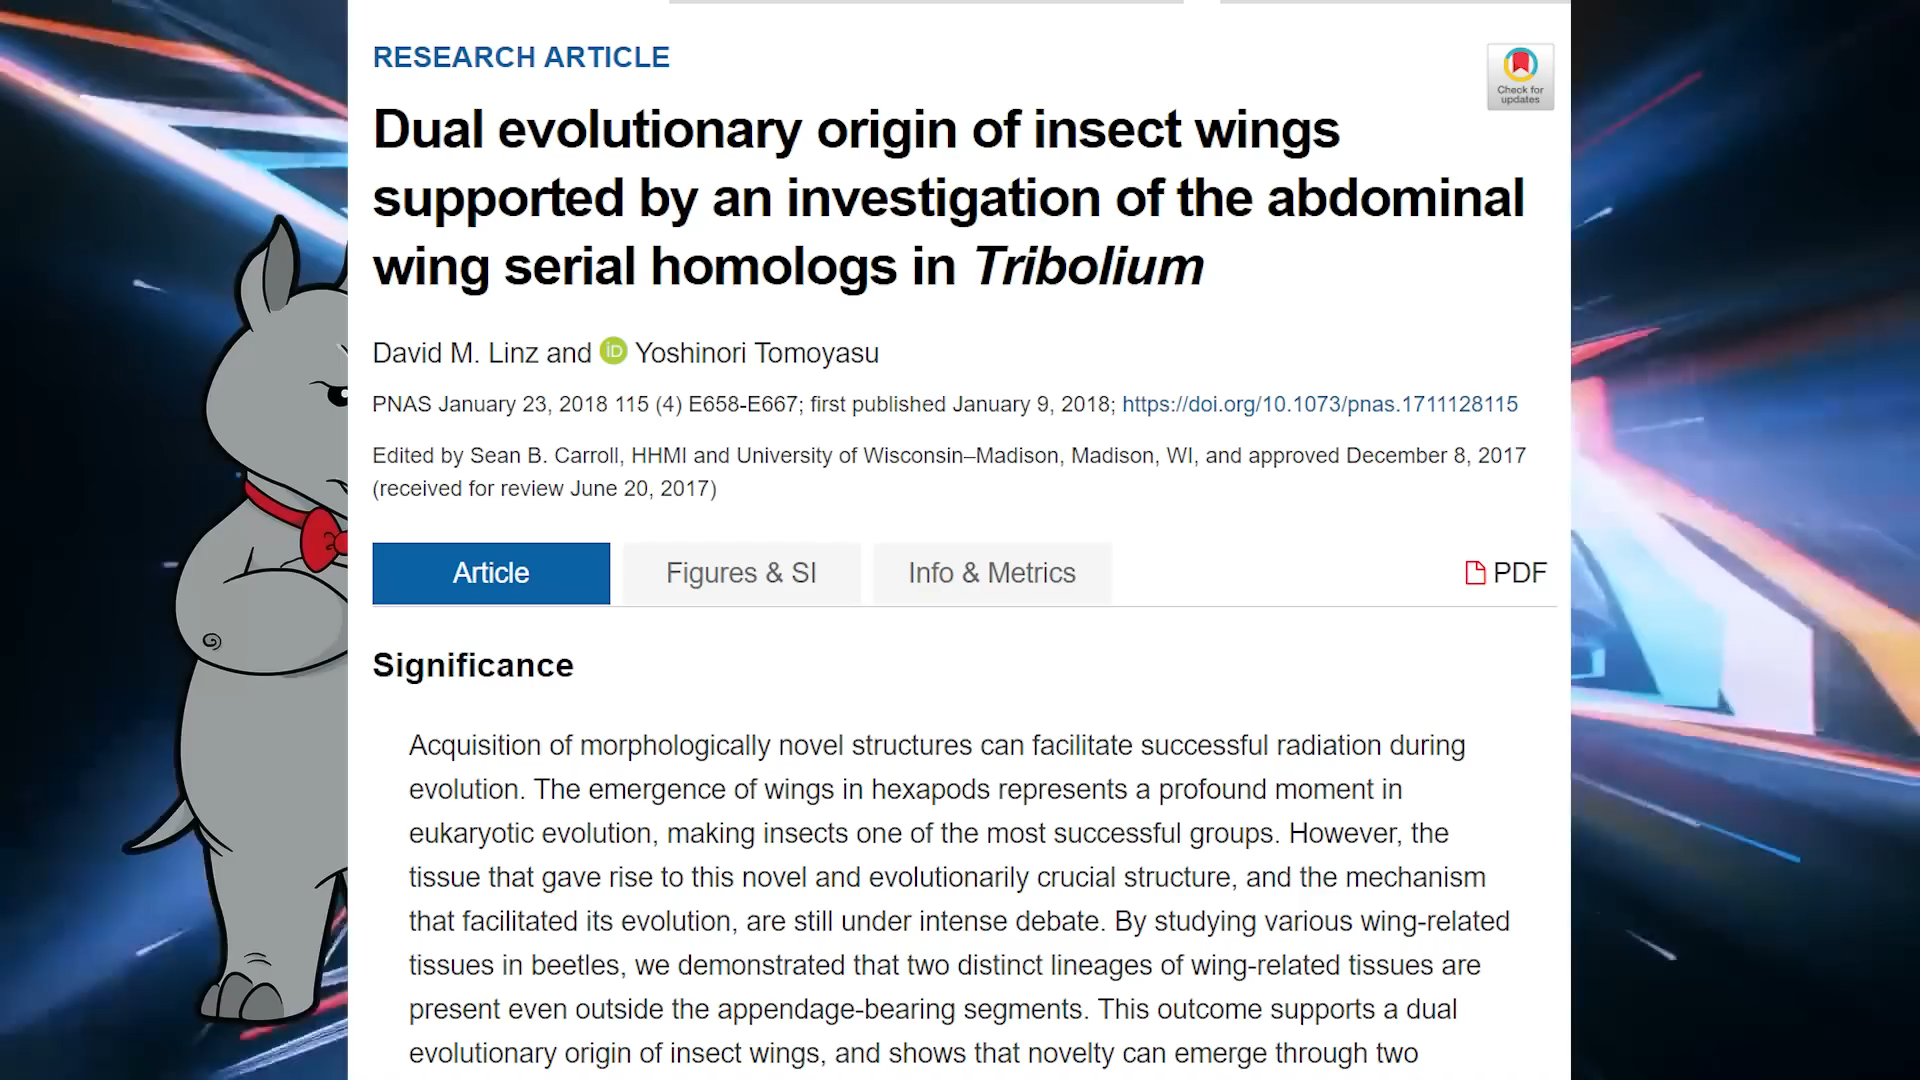 RESEARCH ARTICLE
Check for
updates
Dual evolutionary origin of insect wings
supported by an investigation of the abdominal
wing serial homologs in Tribolium
David M. Linz and iD Yoshinori Tomoyasu
PNAS January 23, 2018 115 (4) E658-E667; first published January 9, 2018; https://doi.org/10.1073/pnas.1711128115
Edited by Sean B. Carroll, HHMI and University of Wisconsin–Madison, Madison, WI, and approved December 8, 2017
(received for review June 20, 2017)
Article Figures & SI Info & Metrics PDF
Significance
Acquisition of morphologically novel structures can facilitate successful radiation during
evolution. The emergence of wings in hexapods represents a profound moment in
eukaryotic evolution, making insects one of the most successful groups. However, the
tissue that gave rise to this novel and evolutionarily crucial structure, and the mechanism
that facilitated its evolution, are still under intense debate. By studying various wing-related
tissues in beetles, we demonstrated that two distinct lineages of wing-related tissues are
present even outside the appendage-bearing segments. This outcome supports a dual
evolutionary origin of insect wings, and shows that novelty can emerge through two